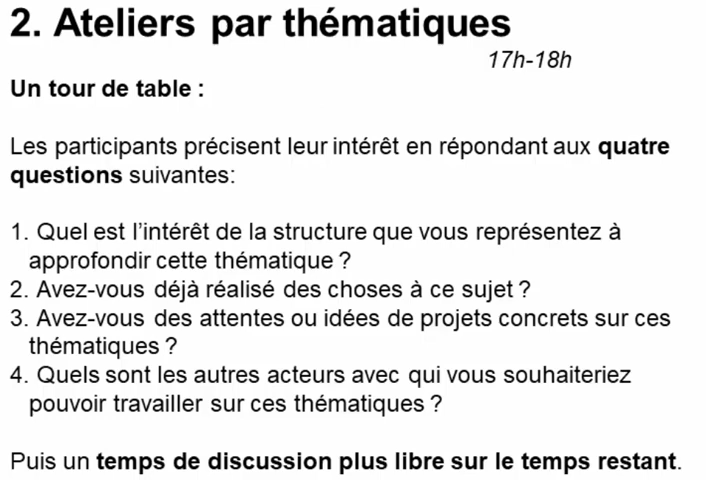 2. Ateliers par thématiques
17h-18h
Un tour de table :
Les participants précisent leur intérêt en répondant aux quatre
questions suivantes:
1. Quel est l'intérêt de la structure que vous représentez à
approfondir cette thématique ?
2. Avez-vous déjà réalisé des choses à ce sujet ?
3. Avez-vous des attentes ou idées de projets concrets sur ces
thématiques ?
4. Quels sont les autres acteurs avec qui vous souhaiteriez
pouvoir travailler sur ces thématiques ?
Puis un temps de discussion plus libre sur le temps restant.